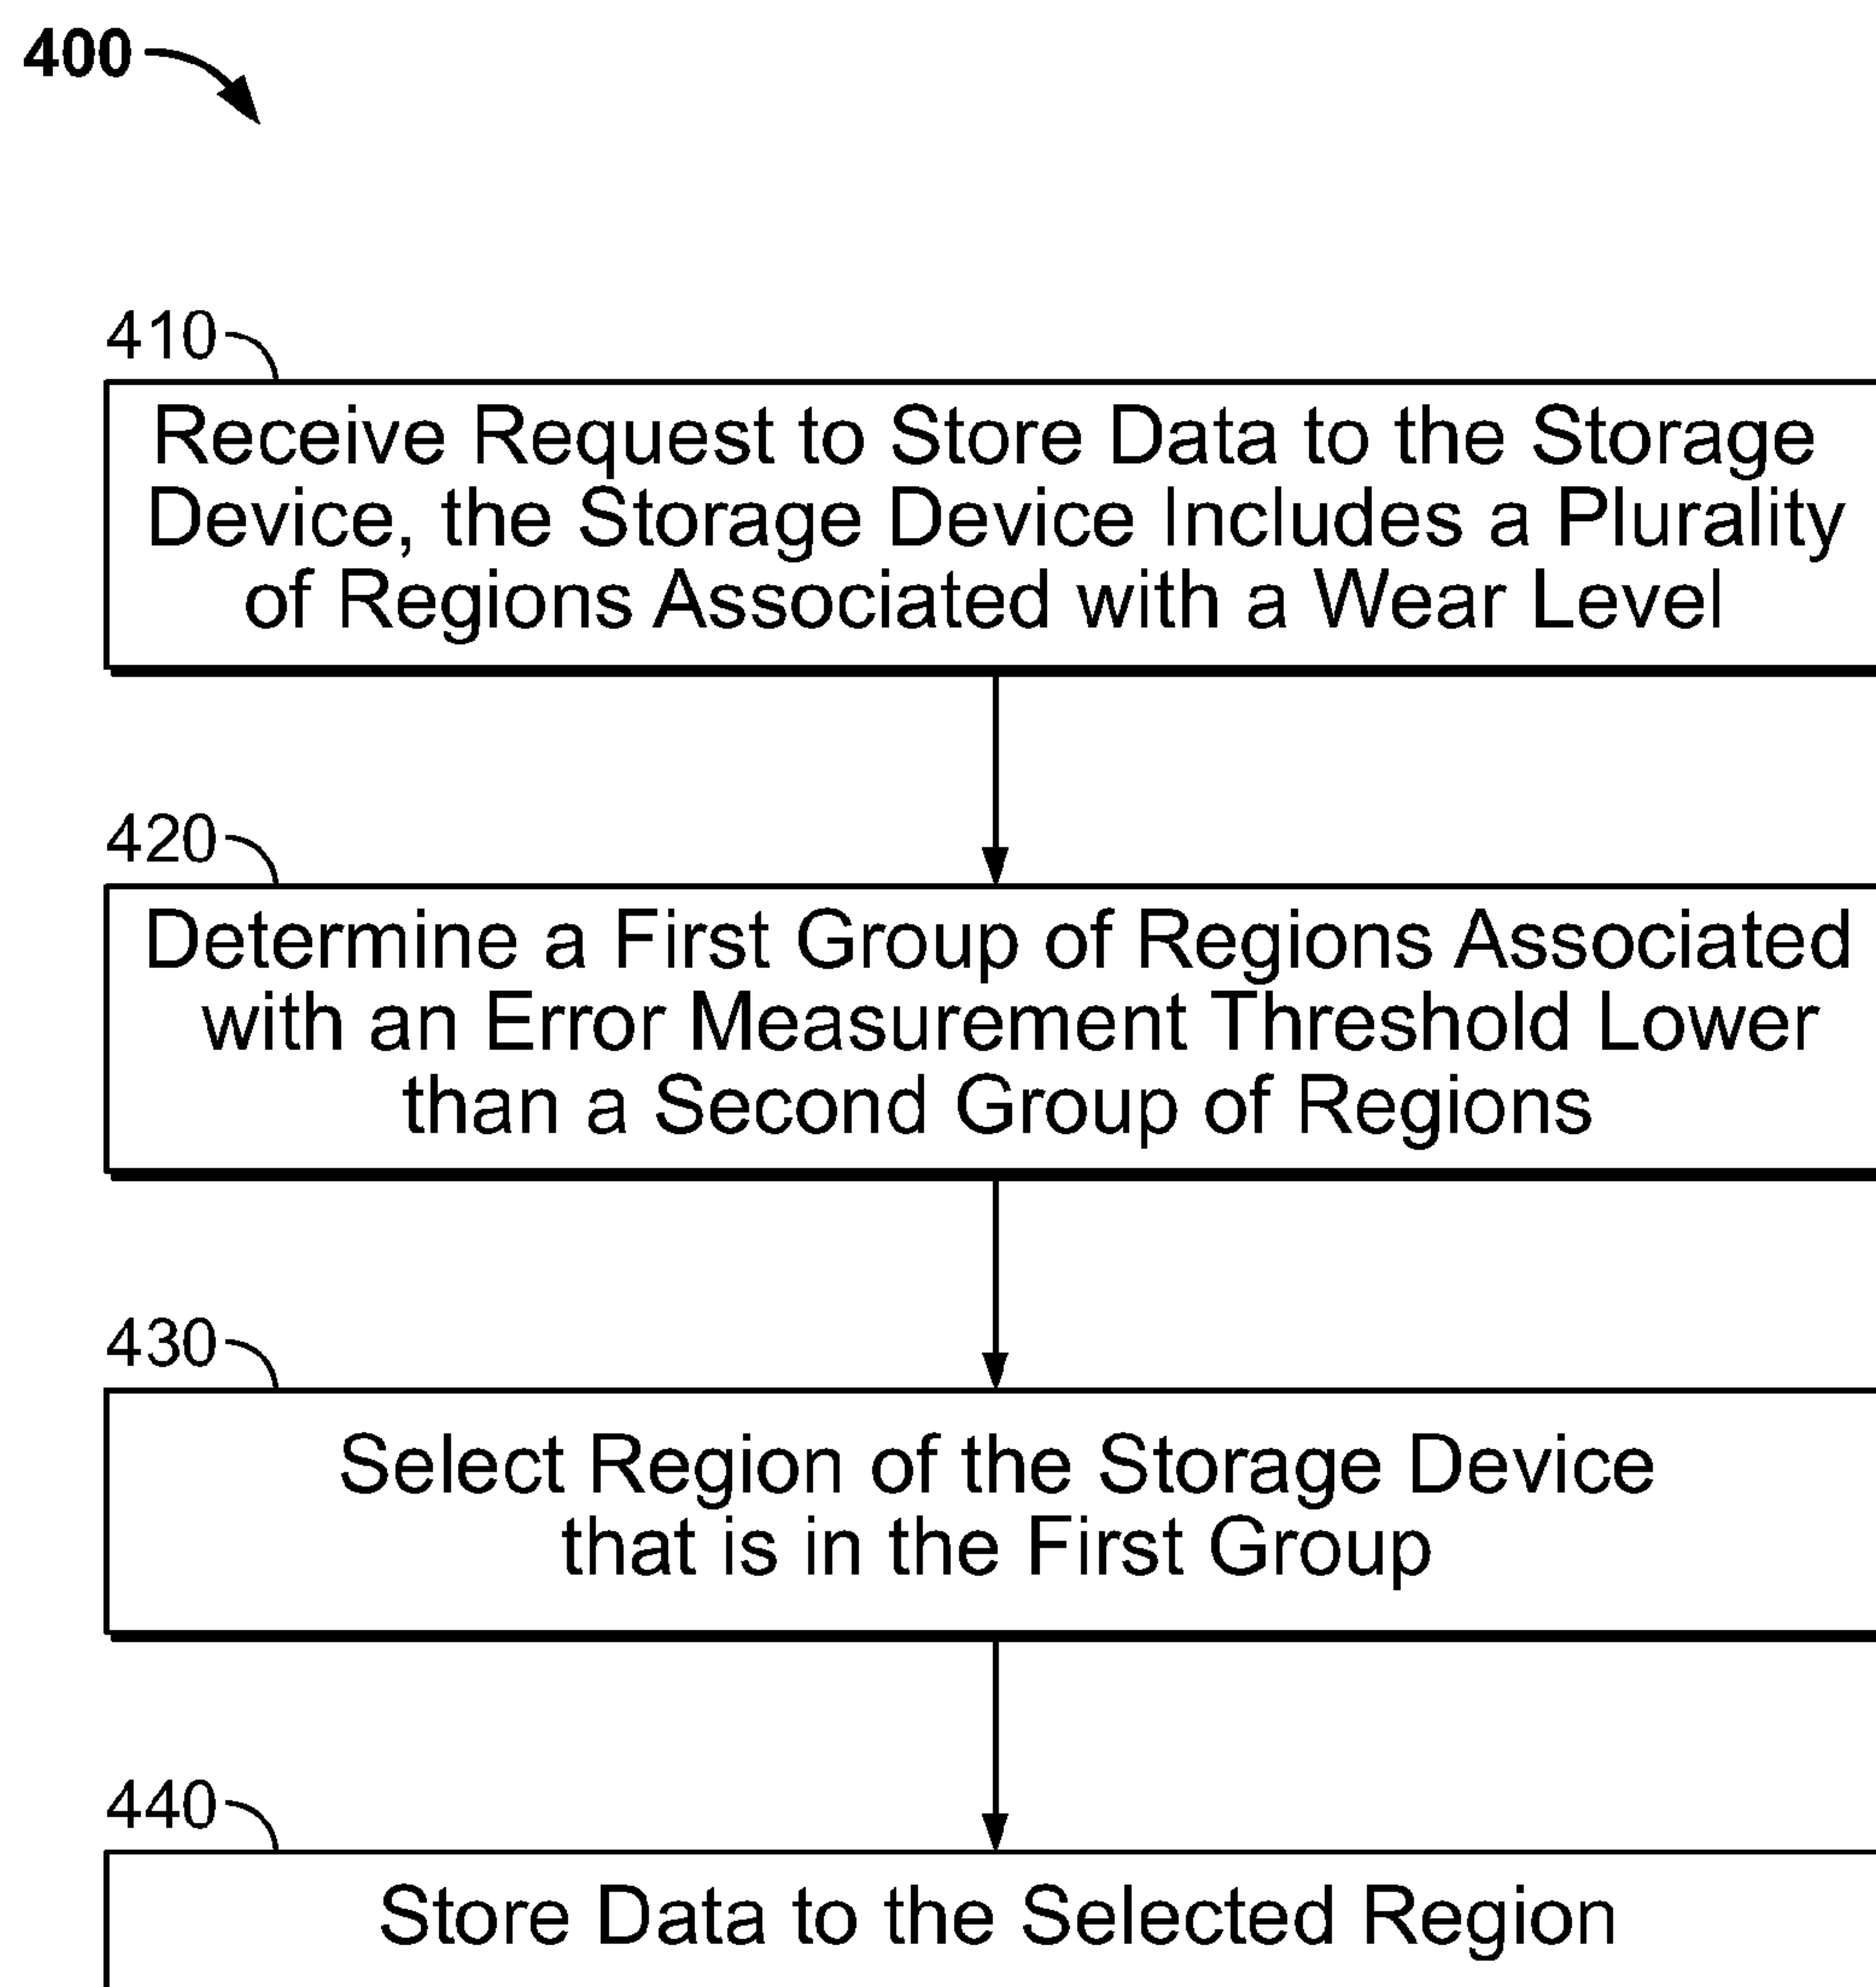 400
410
Receive Request to Store Data to the Storage
Device, the Storage Device Includes a Plurality
of Regions Associated with a Wear Level
420
Determine a First Group of Regions Associated
with an Error Measurement Threshold Lower
than a Second Group of Regions
430
Select Region of the Storage Device
that is in the First Group
440
Store Data to the Selected Region